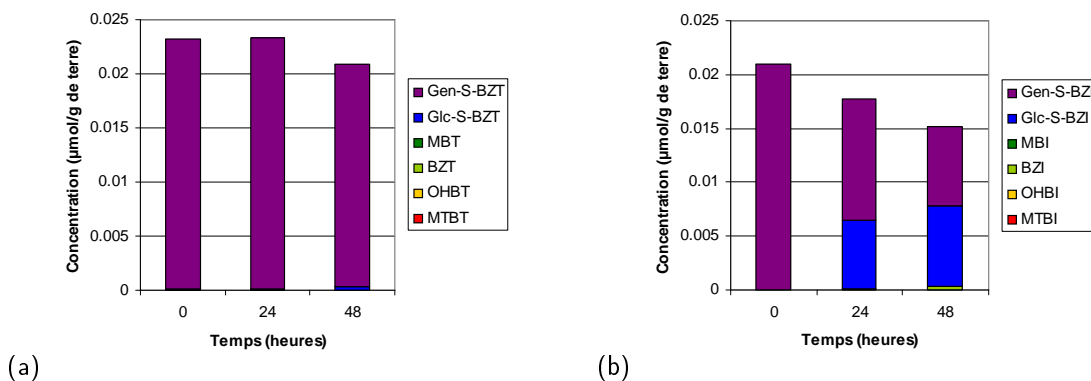 0.025
0.02
0.015
0.01
0.005
0
Concentration (µmol/g de terre)
0
24
48
Temps (heures)
Gen-S-BZT
Glc-S-BZT
MBT
BZT
OHBT
MTBT
(a)
0.025
0.02
0.015
0.01
0.005
0
Concentration (µmol/g de terre)
0
24
48
Temps (heures)
Gen-S-BZI
Glc-S-BZI
MBI
BZI
OHBI
MTBI
(b)